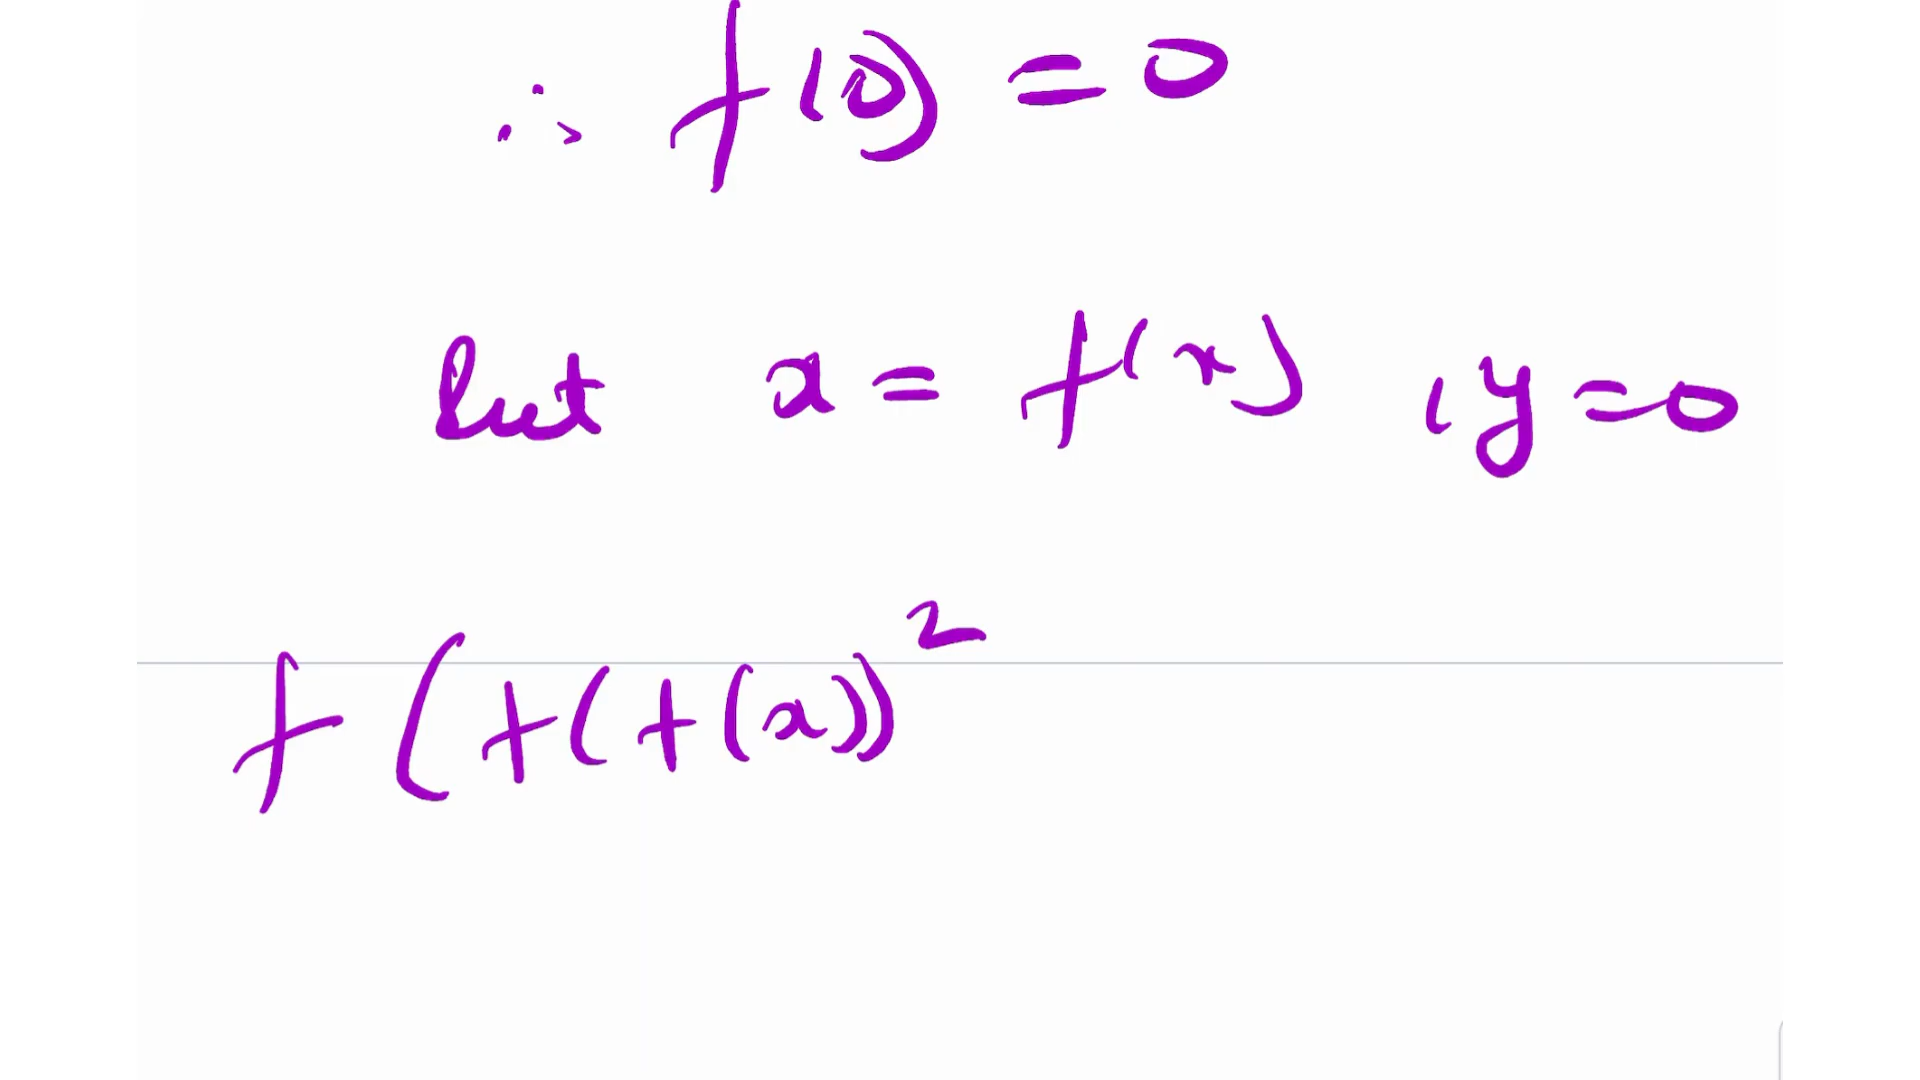 ∴ f(0) = 0
let x = f(x) , y = 0
f(f(f(x))²